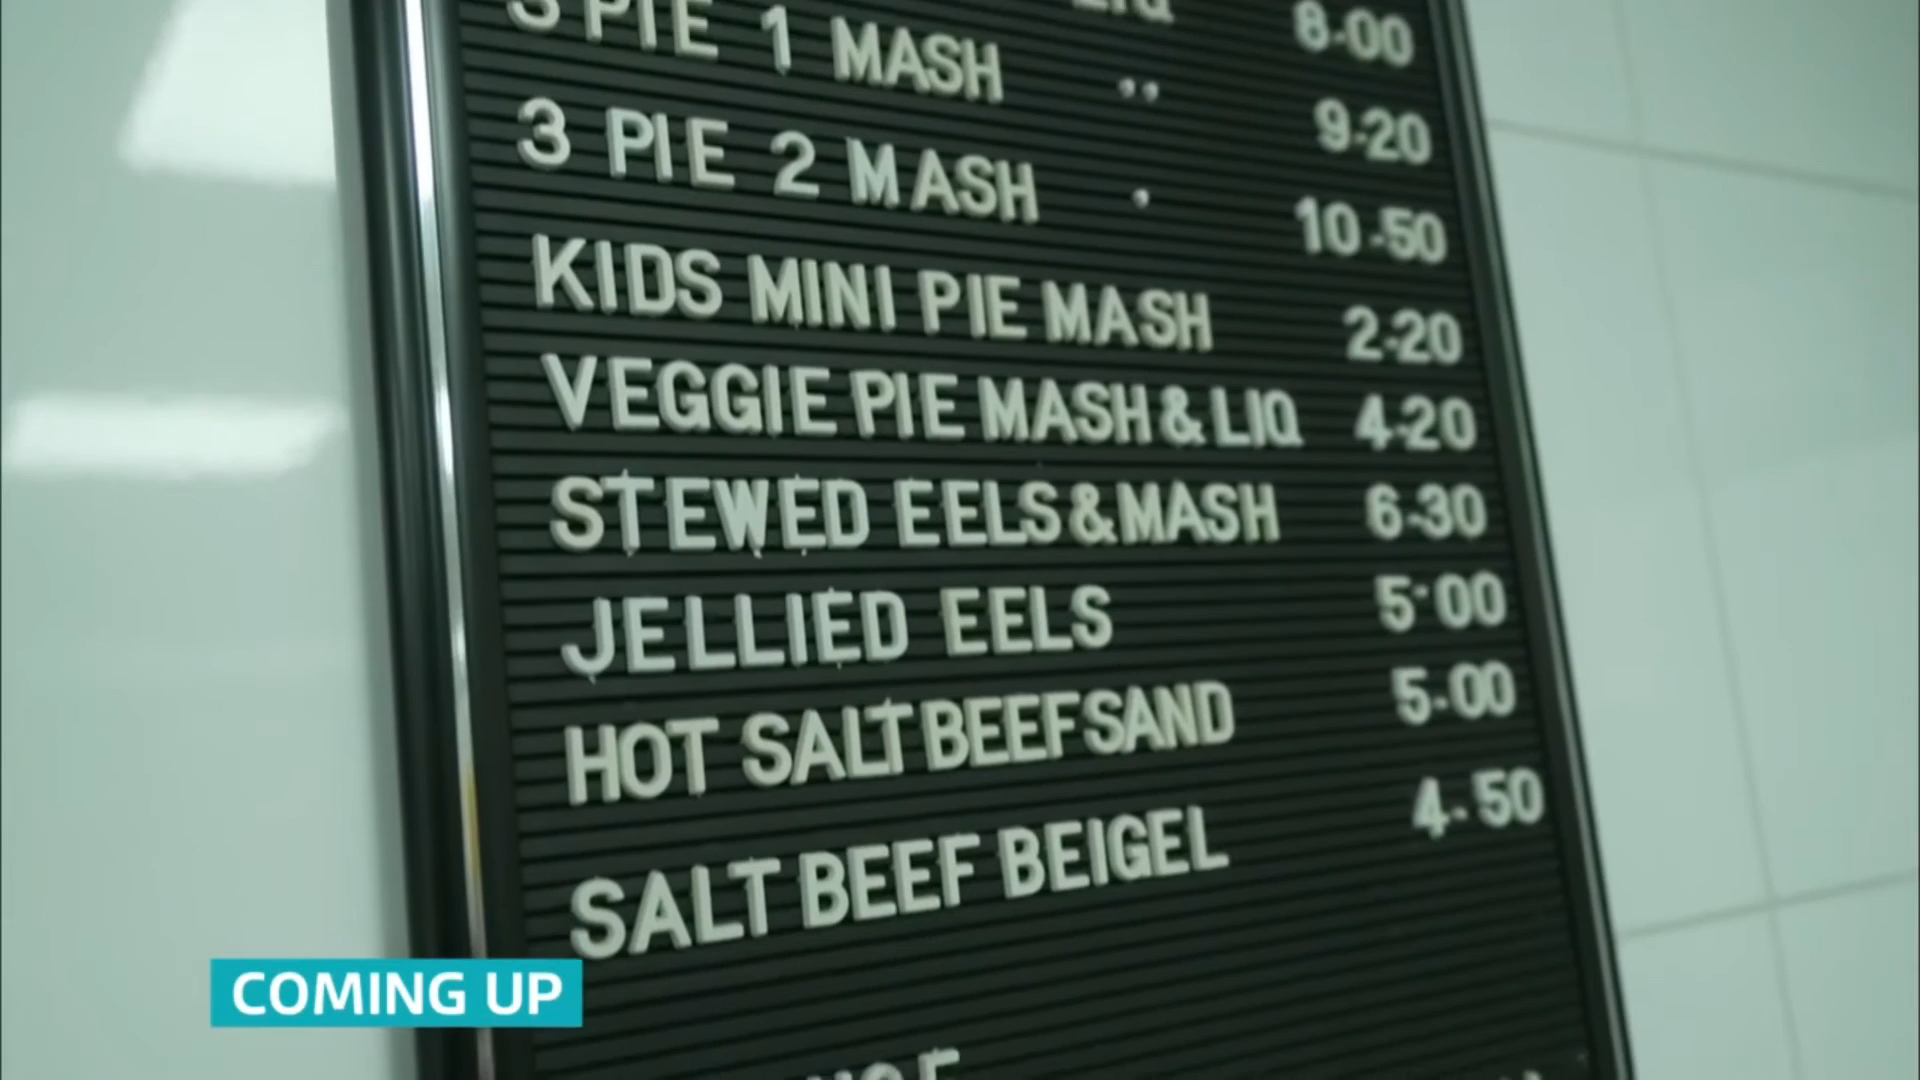 LIQ 8-00
3 PIE 1 MASH " 9-20
3 PIE 2 MASH ' 10-50
KIDS MINI PIE MASH 2-20
VEGGIE PIE MASH & LIQ 4-20
STEWED EELS & MASH 6-30
JELLIED EELS 5-00
HOT SALT BEEF SAND 5-00
SALT BEEF BEIGEL 4-50
COMING UP